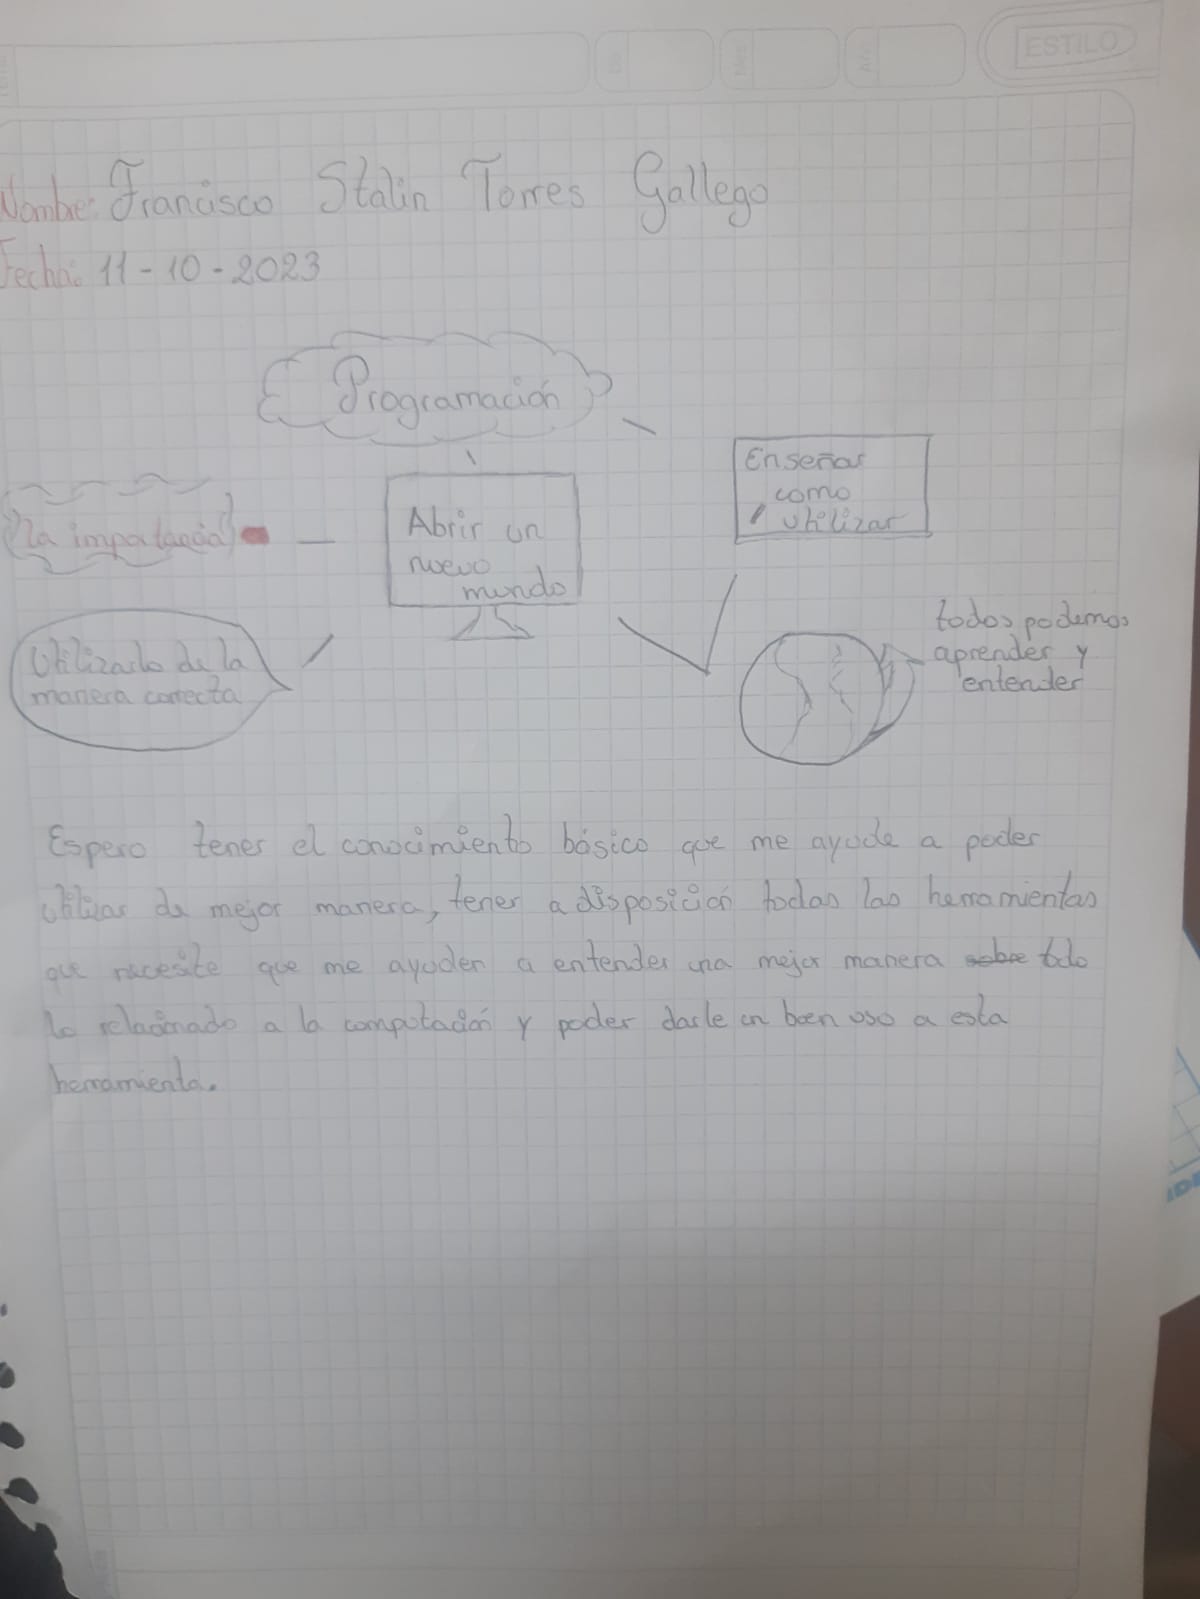 ESTILO
Nombre: Francisco Stalin Torres Gallego
Fecha: 11-10-2023
Programación
Enseñar
como
utilizar
La importancia
Abrir un
nuevo
mundo
Utilizarlo de la
manera correcta
todos podemos
aprender y
entender
Espero tener el conocimiento básico que me ayude a poder
utilizar de mejor manera, tener a disposición todas las herramientas
que necesite que me ayuden a entender una mejor manera sobre todo
lo relacionado a la computación y poder darle un buen uso a esta
herramienta.